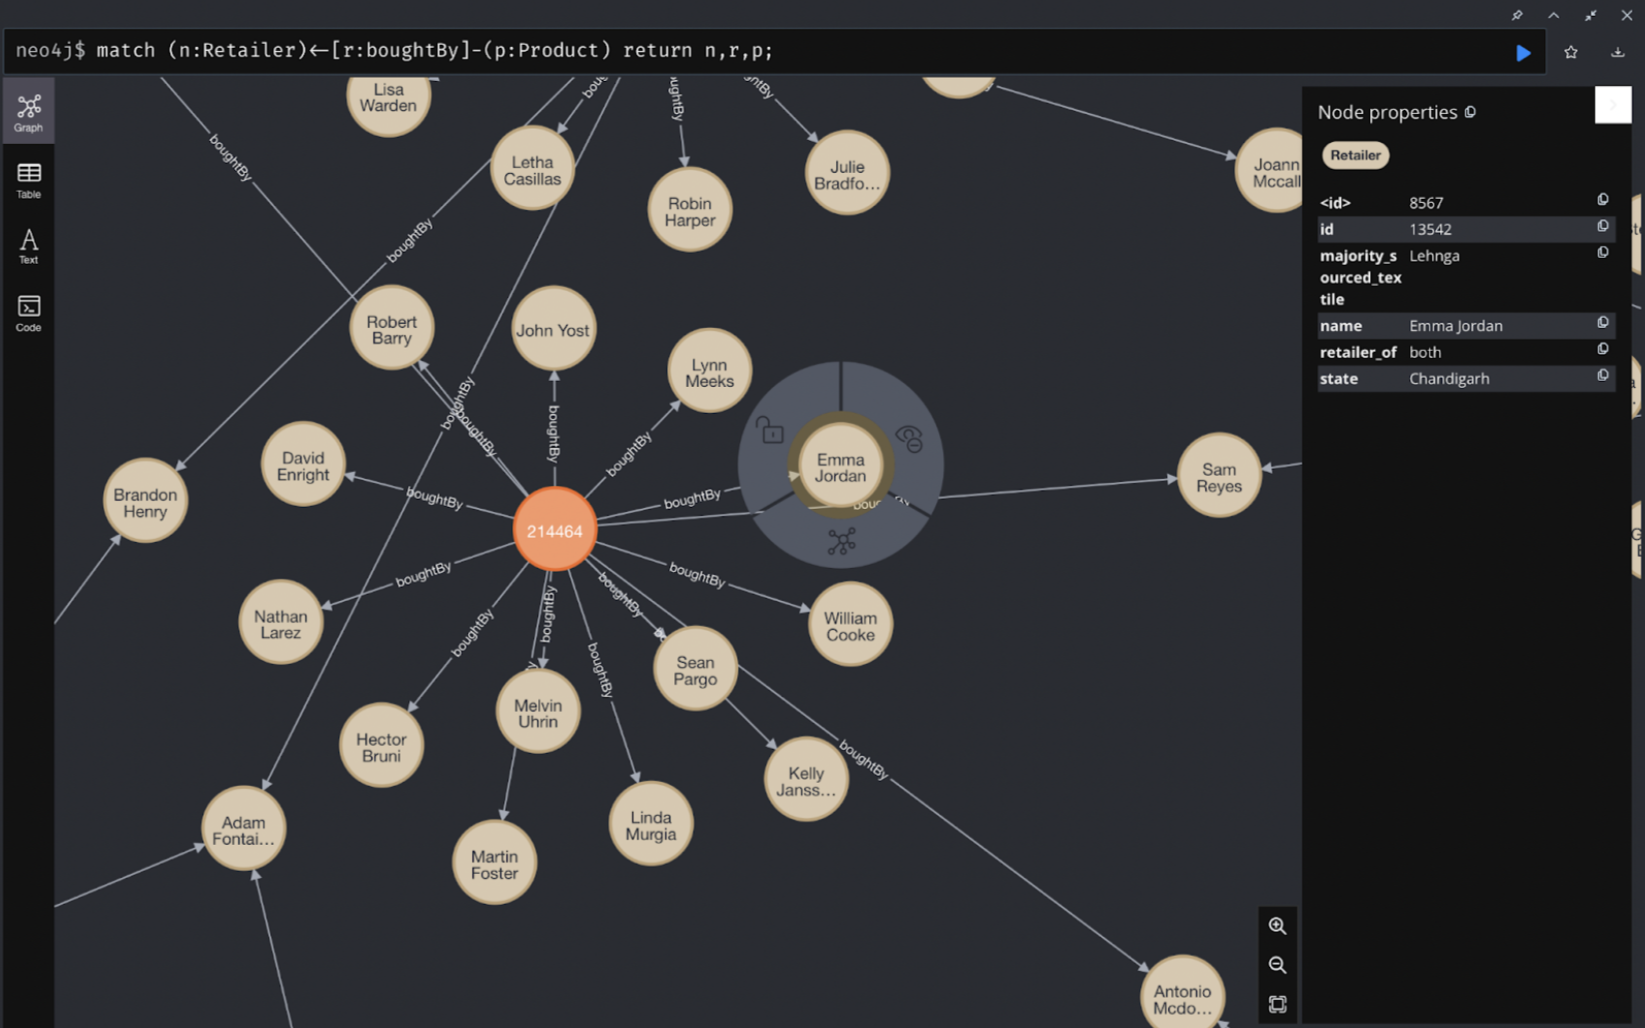 neo4j$ match (n:Retailer)<-[r:boughtBy]-(p:Product) return n,r,p;
Graph
Table
Text
Code
Lisa
Warden
Letha
Casillas
Robin
Harper
Julie
Bradfo...
Joann
Mccall
boughtBy
boughtBy
Robert
Barry
John Yost
Lynn
Meeks
boughtBy
boughtBy
boughtBy
boughtBy
David
Enright
Brandon
Henry
boughtBy
214464
boughtBy
Emma
Jordan
Sam
Reyes
Nathan
Larez
boughtBy
boughtBy
boughtBy
boughtBy
boughtBy
boughtBy
William
Cooke
Sean
Pargo
Melvin
Uhrin
Hector
Bruni
Kelly
Janss...
boughtBy
Adam
Fontai...
Linda
Murgia
Martin
Foster
Antonio
Mcdo...
Node properties
Retailer
<id> 8567
id 13542
majority_s Lehnga
ourced_tex
tile
name Emma Jordan
retailer_of both
state Chandigarh